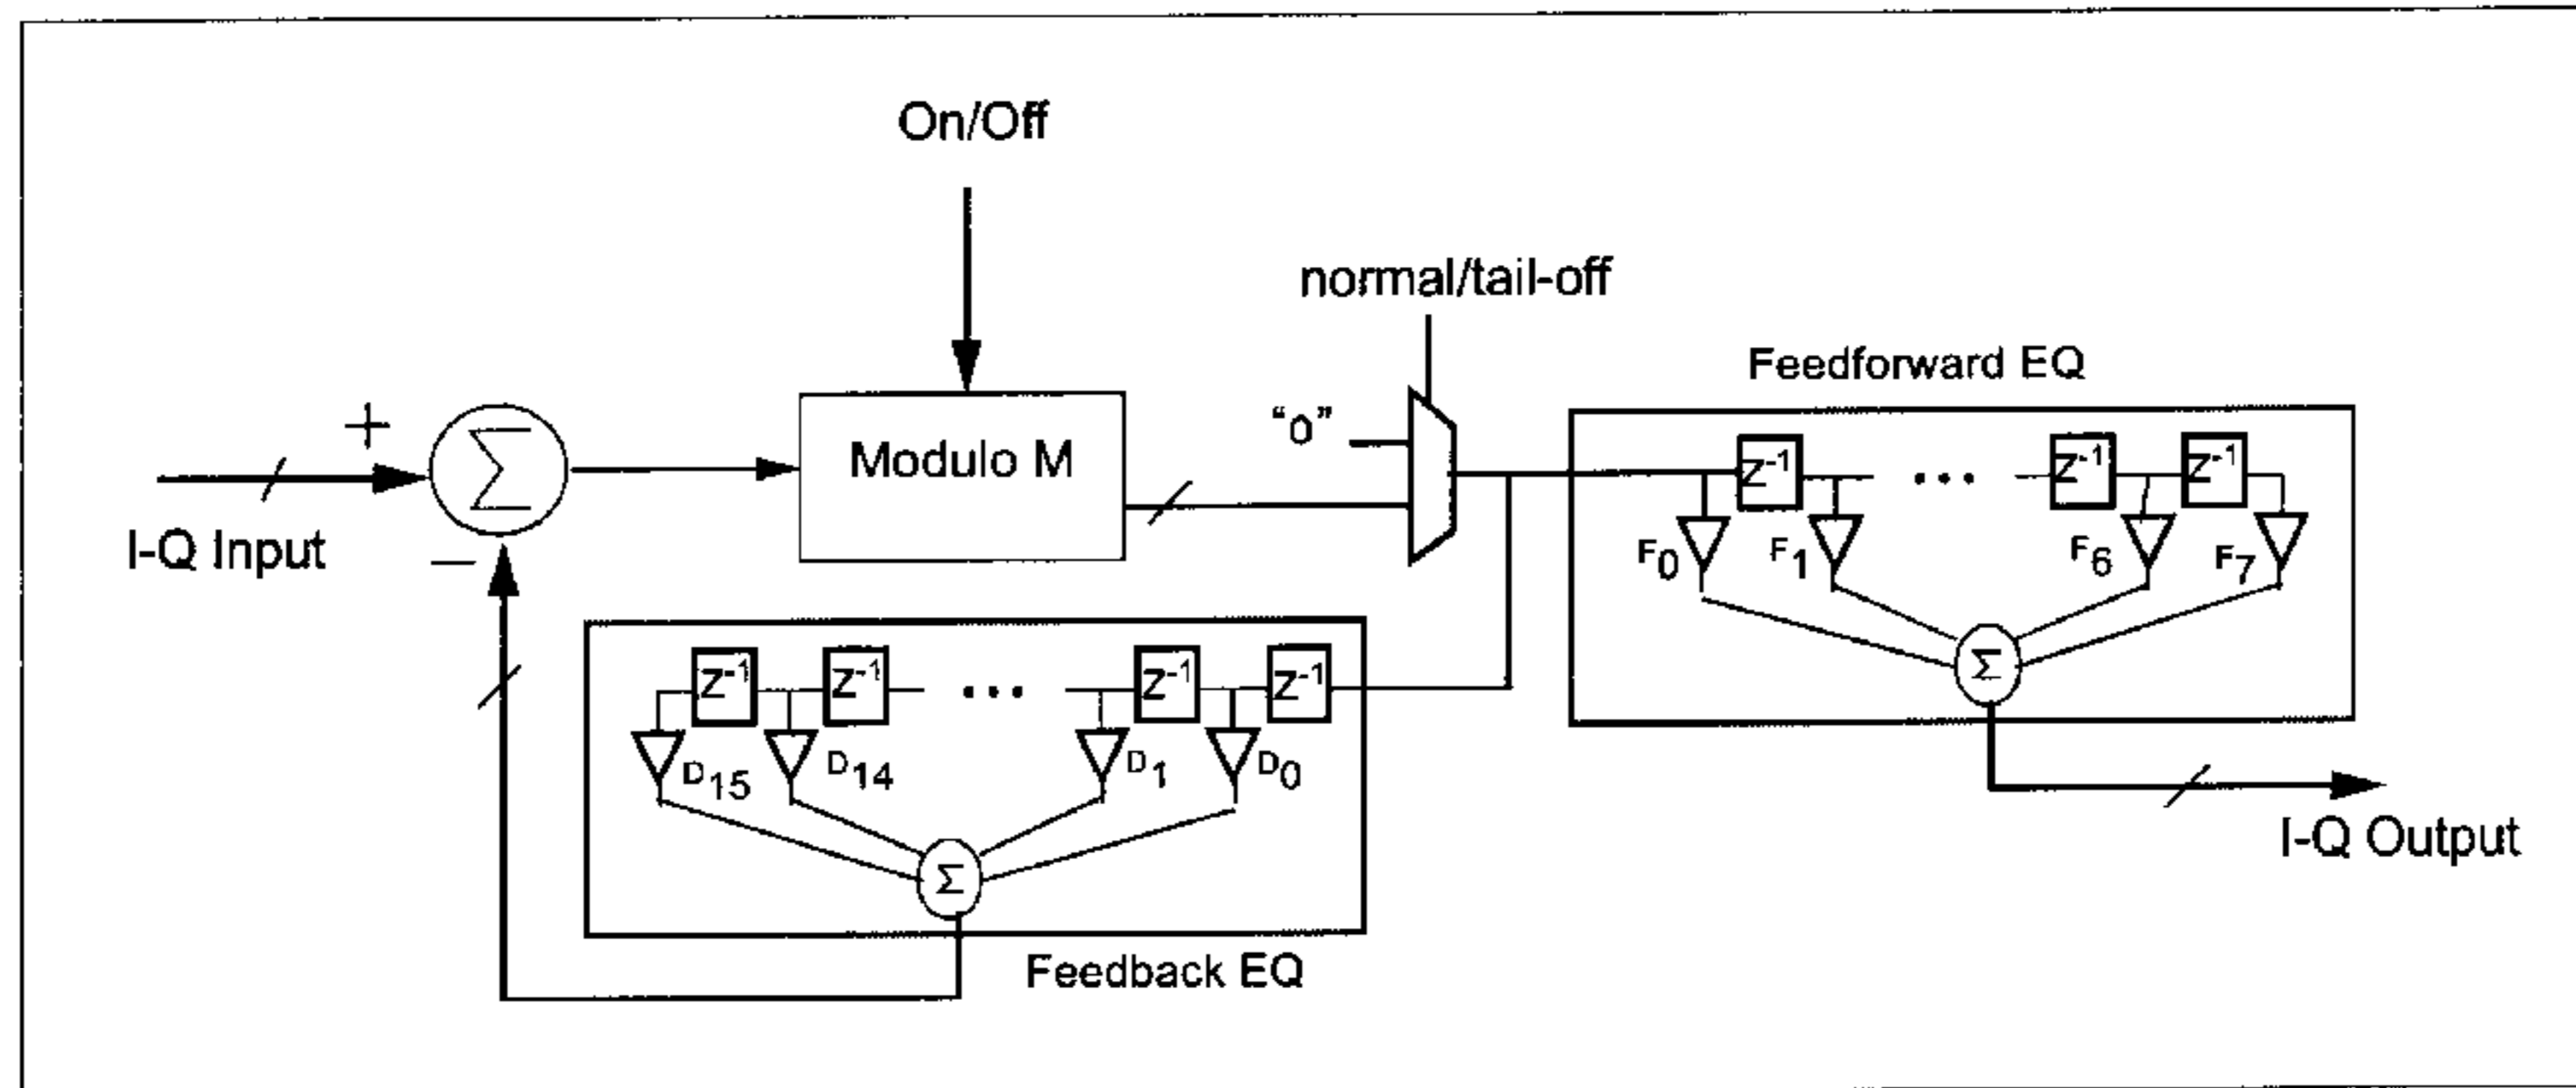 On/Off
normal/tail-off
Feedforward EQ
+
Σ
Modulo M
"0"
Z⁻¹ ... Z⁻¹ Z⁻¹
I-Q Input
−
F₀ F₁ F₆ F₇
Σ
Z⁻¹ Z⁻¹ ... Z⁻¹ Z⁻¹
D₁₅ D₁₄ D₁ D₀
Σ
I-Q Output
Feedback EQ